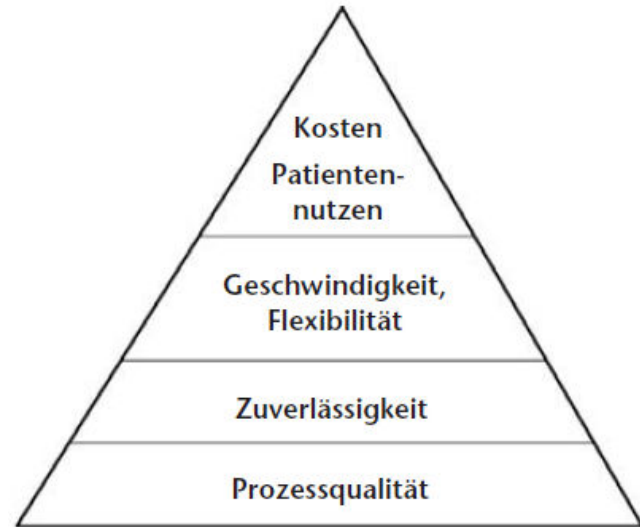 Kosten
Patienten-
nutzen
Geschwindigkeit,
Flexibilität
Zuverlässigkeit
Prozessqualität